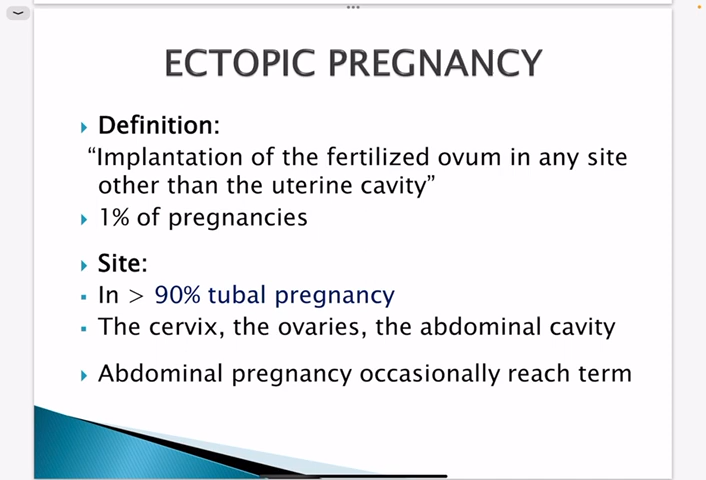 ECTOPIC PREGNANCY
Definition:
“Implantation of the fertilized ovum in any site
other than the uterine cavity”
1% of pregnancies
Site:
In > 90% tubal pregnancy
The cervix, the ovaries, the abdominal cavity
Abdominal pregnancy occasionally reach term